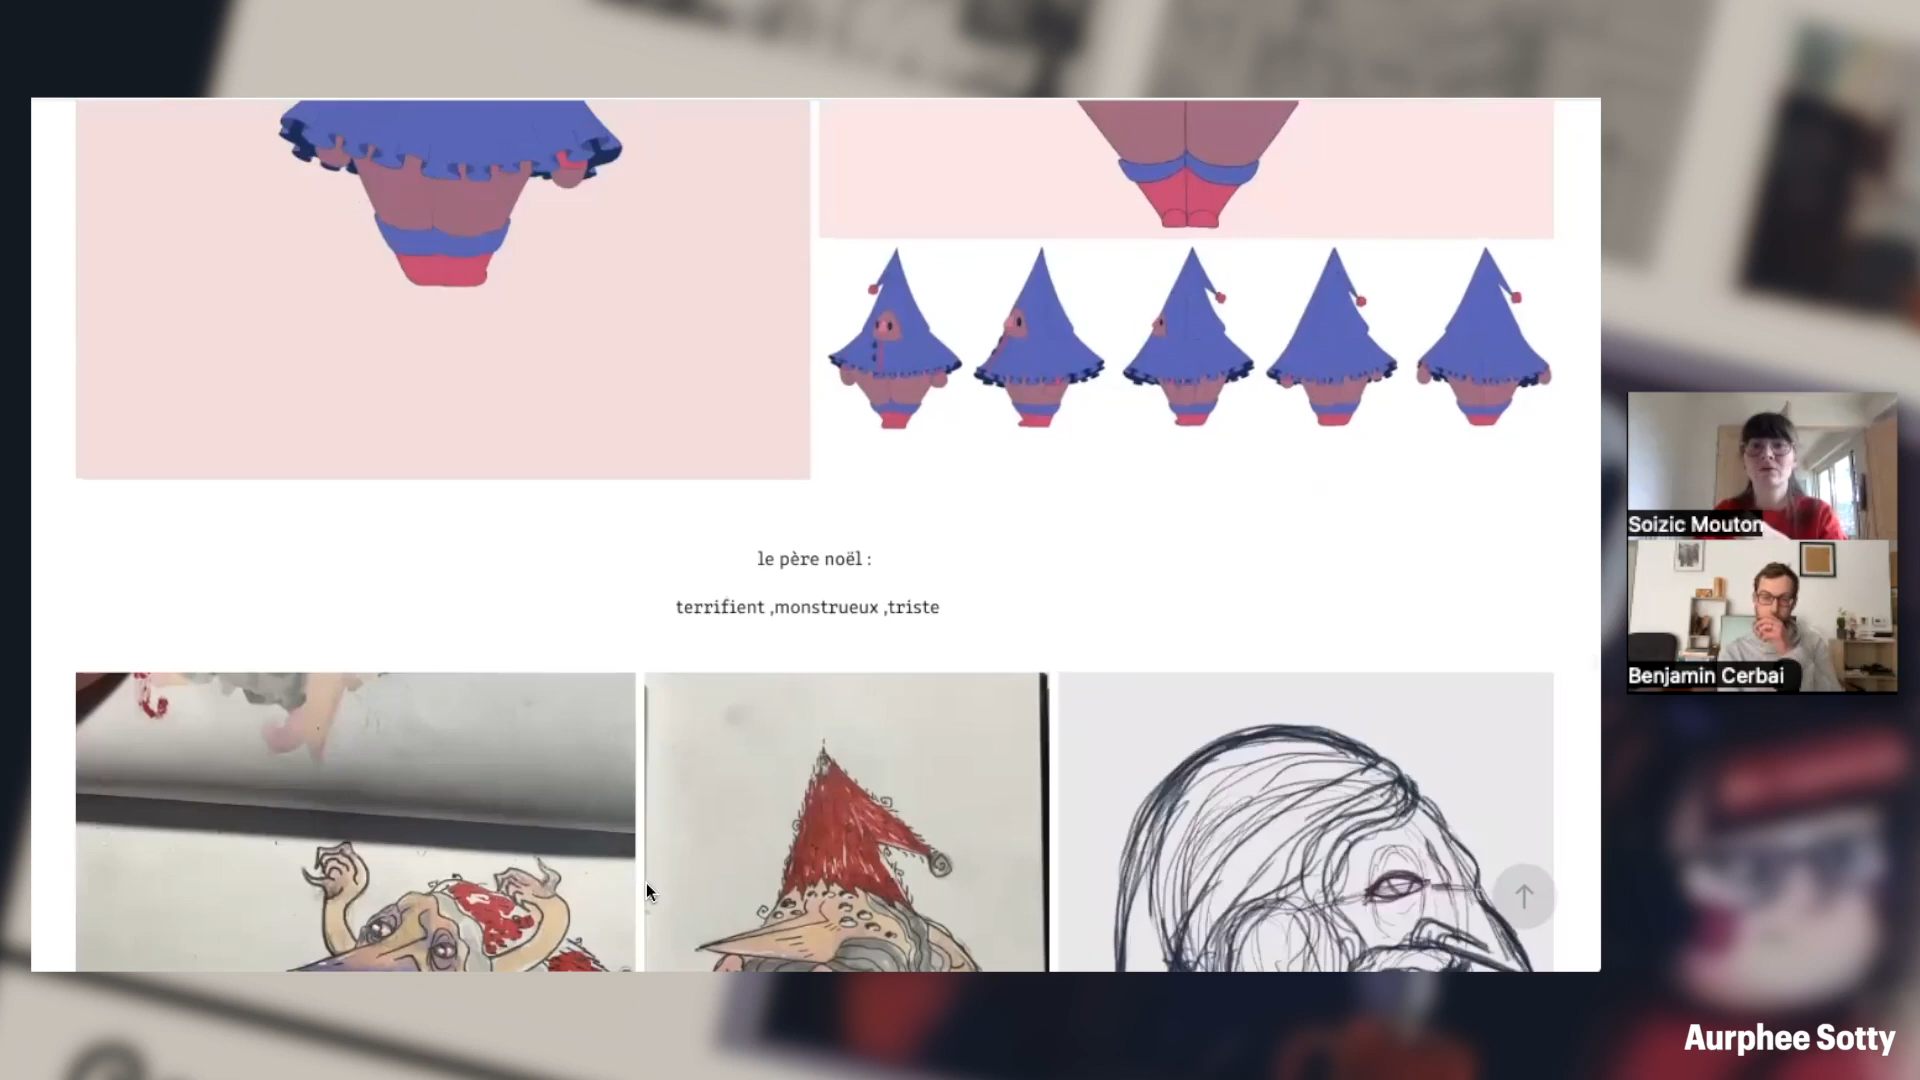 le père noël :
terrifient ,monstrueux ,triste
Soizic Mouton
Benjamin Cerbai
Aurphee Sotty